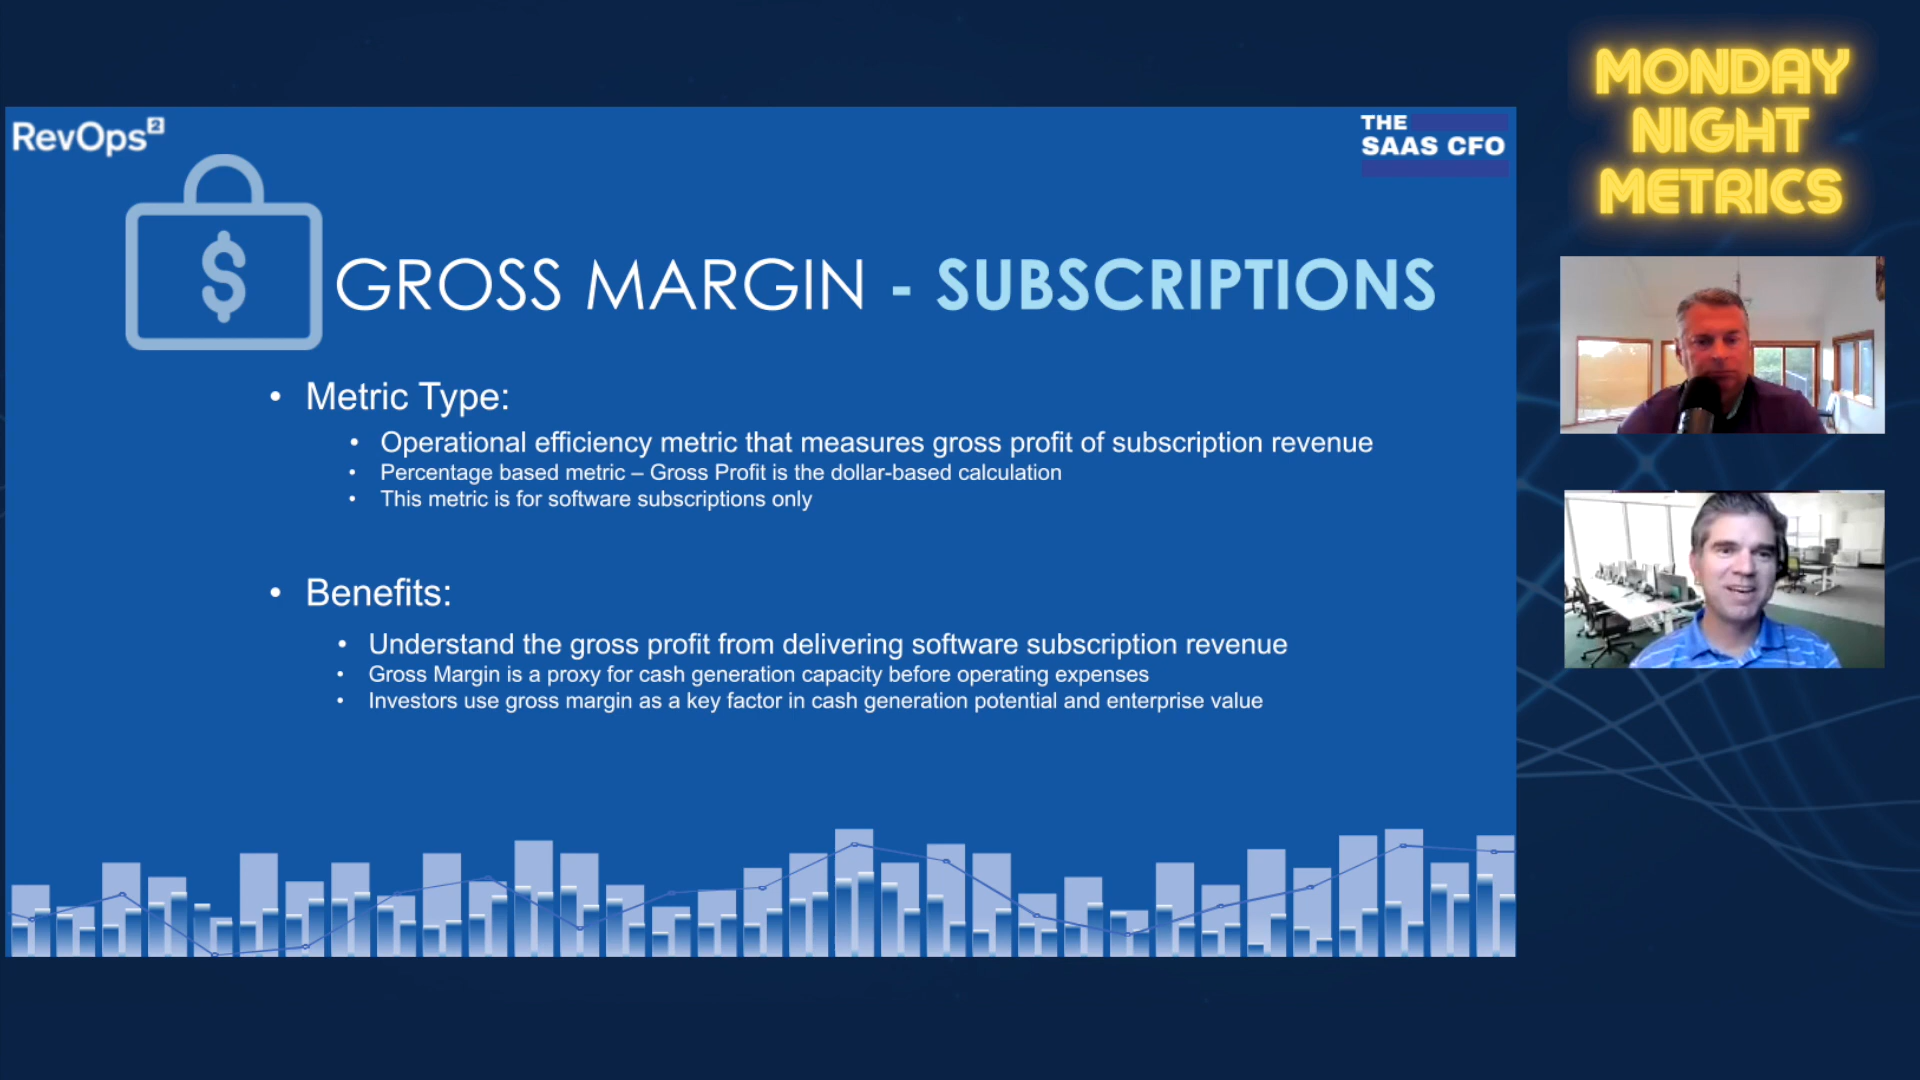 MONDAY
NIGHT
METRICS
RevOps²
THE
SAAS CFO
$
GROSS MARGIN - SUBSCRIPTIONS
• Metric Type:
• Operational efficiency metric that measures gross profit of subscription revenue
• Percentage based metric – Gross Profit is the dollar-based calculation
• This metric is for software subscriptions only
• Benefits:
• Understand the gross profit from delivering software subscription revenue
• Gross Margin is a proxy for cash generation capacity before operating expenses
• Investors use gross margin as a key factor in cash generation potential and enterprise value